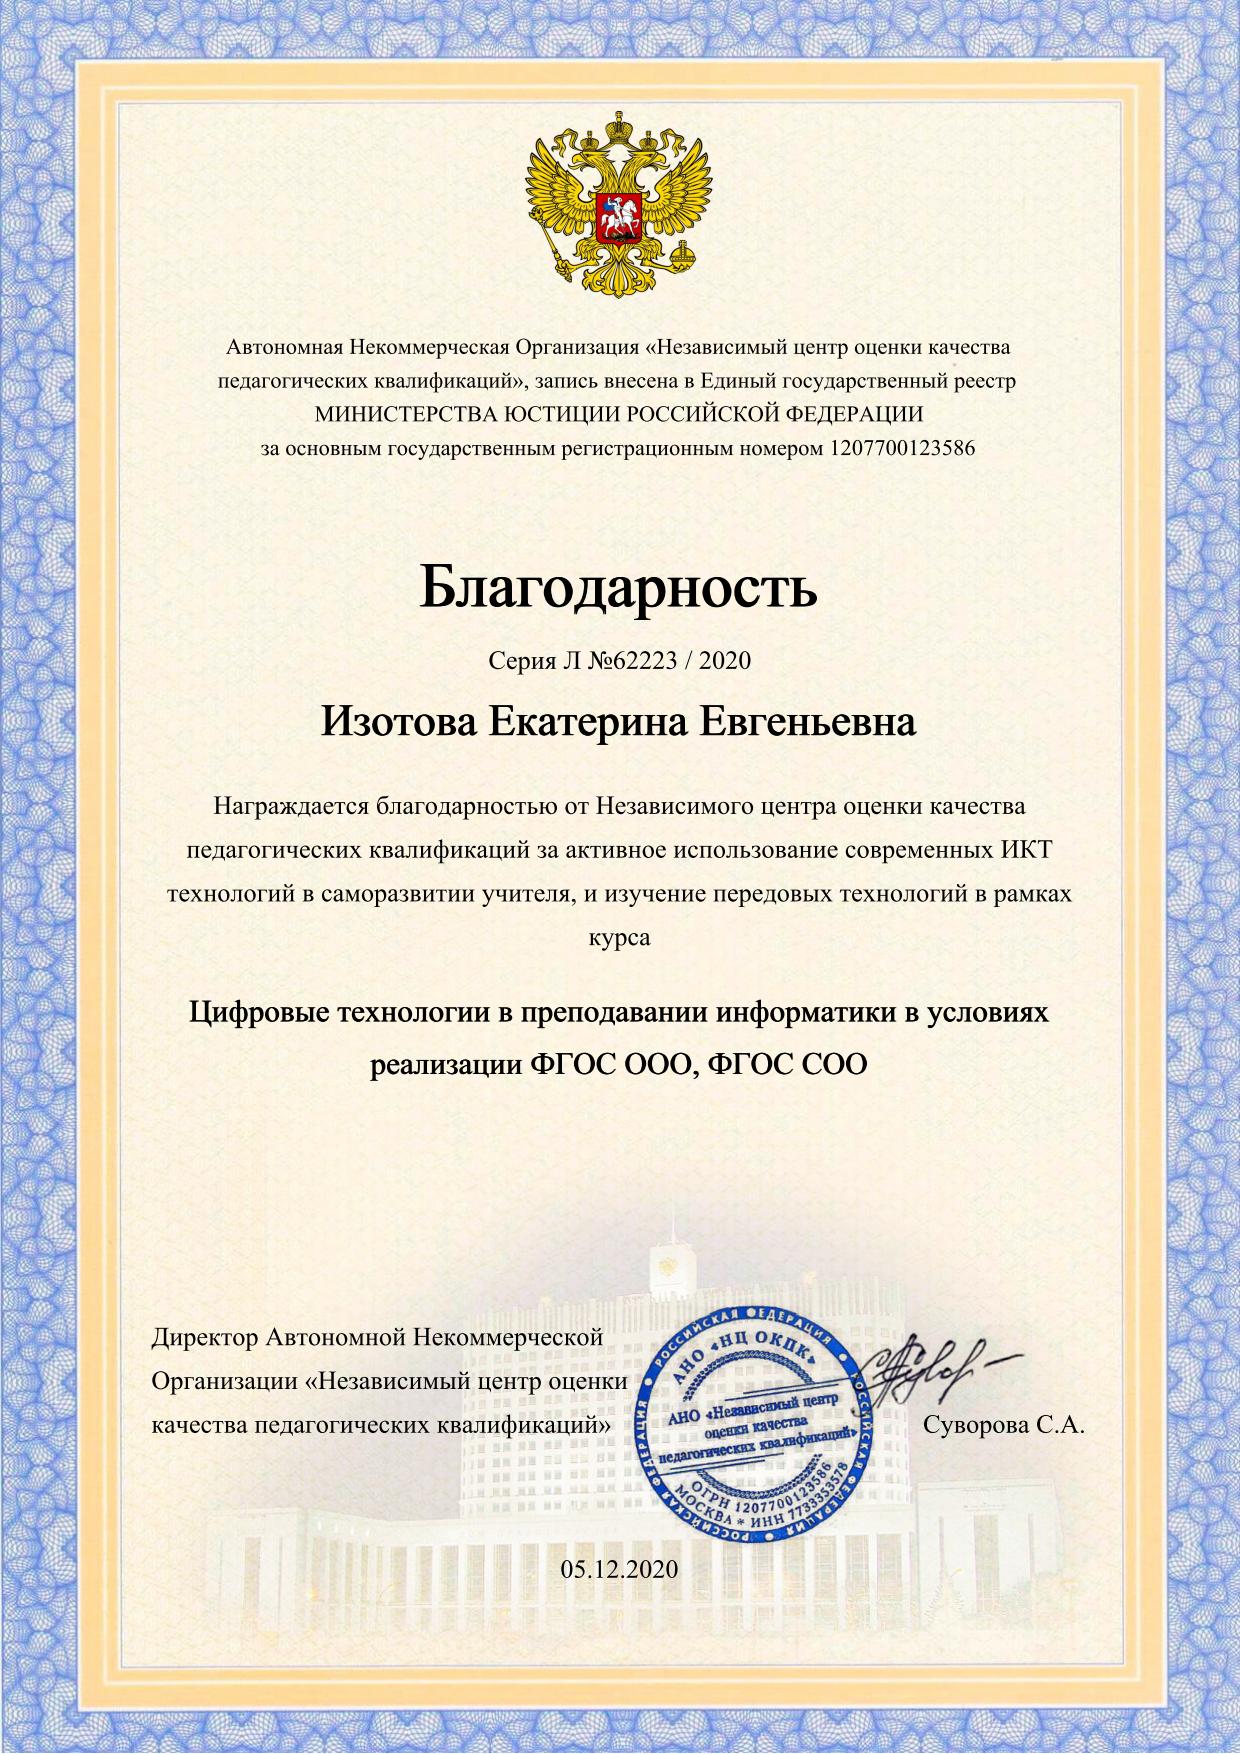 Автономная Некоммерческая Организация «Независимый центр оценки качества
педагогических квалификаций», запись внесена в Единый государственный реестр
МИНИСТЕРСТВА ЮСТИЦИИ РОССИЙСКОЙ ФЕДЕРАЦИИ
за основным государственным регистрационным номером 1207700123586
Благодарность
Серия Л №62223 / 2020
Изотова Екатерина Евгеньевна
Награждается благодарностью от Независимого центра оценки качества
педагогических квалификаций за активное использование современных ИКТ
технологий в саморазвитии учителя, и изучение передовых технологий в рамках
курса
Цифровые технологии в преподавании информатики в условиях
реализации ФГОС ООО, ФГОС СОО
Директор Автономной Некоммерческой
Организации «Независимый центр оценки
качества педагогических квалификаций»
РОССИЙСКАЯ ФЕДЕРАЦИЯ РОССИЙСКАЯ ФЕДЕРАЦИЯ РОССИЙСКАЯ ФЕДЕРАЦИЯ
АНО «НЦ ОКПК»
АНО «Независимый центр
оценки качества
педагогических квалификаций»
ОГРН 1207700123586
МОСКВА * ИНН 7733353578
Суворова С.А.
05.12.2020